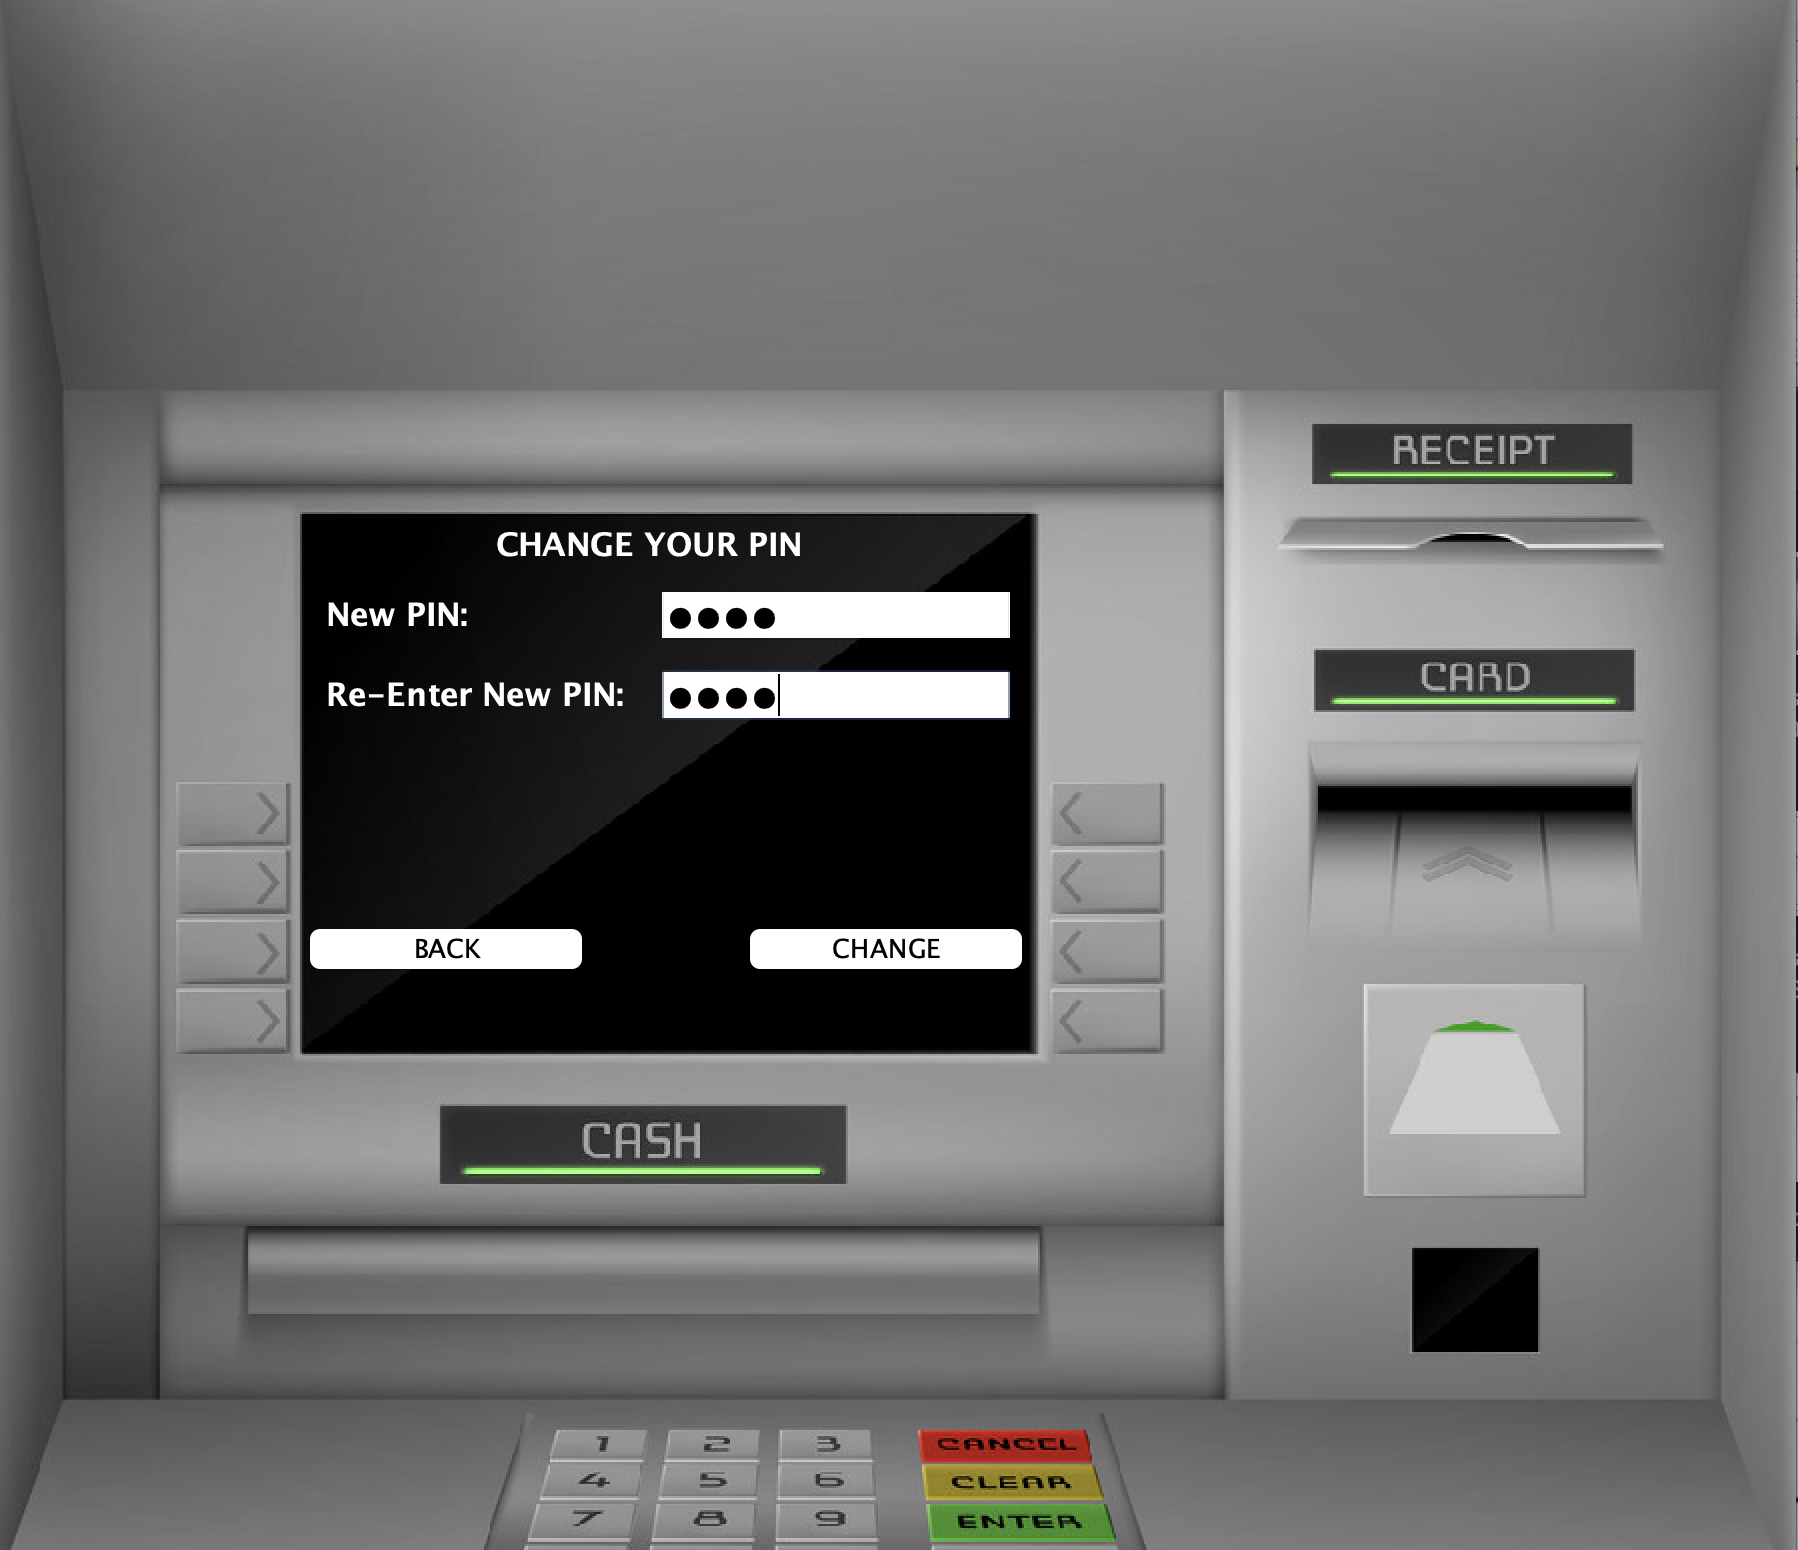 RECEIPT
CHANGE YOUR PIN
New PIN: ●●●●
Re-Enter New PIN: ●●●●
CARD
BACK
CHANGE
CASH
1 2 3 CANCEL
4 5 6 CLEAR
7 8 9 ENTER